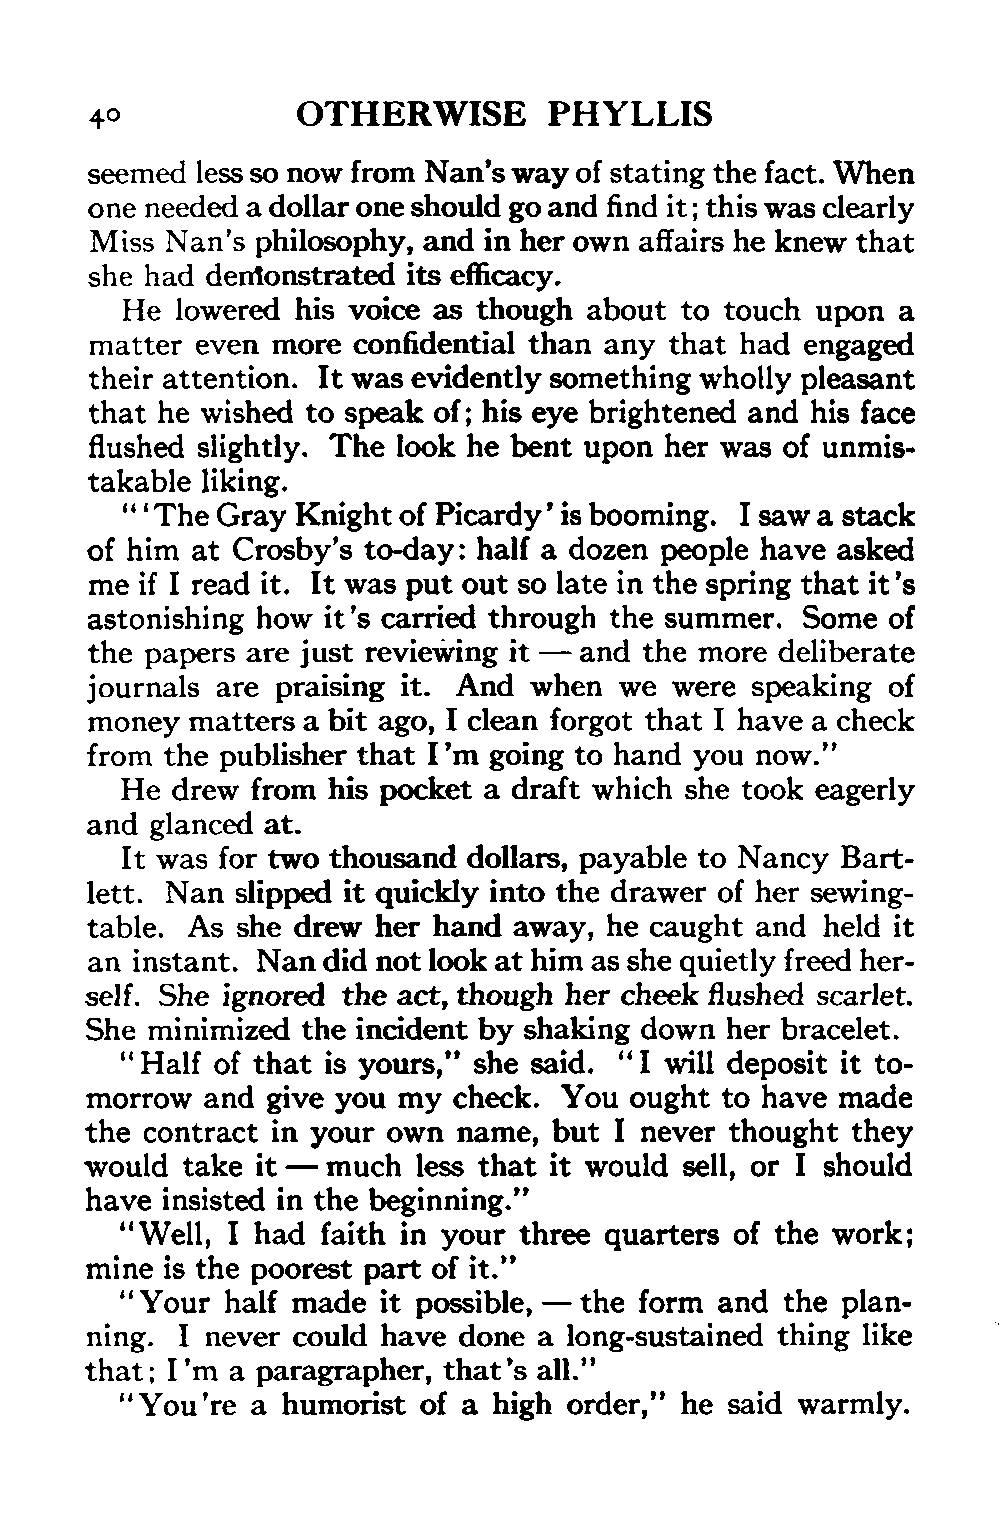 40 OTHERWISE PHYLLIS
seemed less so now from Nan's way of stating the fact. When
one needed a dollar one should go and find it; this was clearly
Miss Nan's philosophy, and in her own affairs he knew that
she had demonstrated its efficacy.
He lowered his voice as though about to touch upon a
matter even more confidential than any that had engaged
their attention. It was evidently something wholly pleasant
that he wished to speak of; his eye brightened and his face
flushed slightly. The look he bent upon her was of unmis-
takable liking.
"'The Gray Knight of Picardy' is booming. I saw a stack
of him at Crosby's to-day: half a dozen people have asked
me if I read it. It was put out so late in the spring that it's
astonishing how it's carried through the summer. Some of
the papers are just reviewing it — and the more deliberate
journals are praising it. And when we were speaking of
money matters a bit ago, I clean forgot that I have a check
from the publisher that I'm going to hand you now."
He drew from his pocket a draft which she took eagerly
and glanced at.
It was for two thousand dollars, payable to Nancy Bart-
lett. Nan slipped it quickly into the drawer of her sewing-
table. As she drew her hand away, he caught and held it
an instant. Nan did not look at him as she quietly freed her-
self. She ignored the act, though her cheek flushed scarlet.
She minimized the incident by shaking down her bracelet.
"Half of that is yours," she said. "I will deposit it to-
morrow and give you my check. You ought to have made
the contract in your own name, but I never thought they
would take it — much less that it would sell, or I should
have insisted in the beginning."
"Well, I had faith in your three quarters of the work;
mine is the poorest part of it."
"Your half made it possible, — the form and the plan-
ning. I never could have done a long-sustained thing like
that; I'm a paragrapher, that's all."
"You're a humorist of a high order," he said warmly.